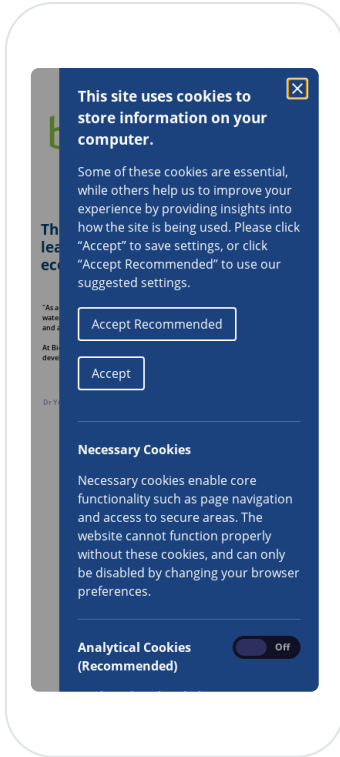 This site uses cookies to
store information on your
computer.
Some of these cookies are essential,
while others help us to improve your
experience by providing insights into
how the site is being used. Please click
“Accept” to save settings, or click
“Accept Recommended” to use our
suggested settings.
Accept Recommended
Accept
Necessary Cookies
Necessary cookies enable core
functionality such as page navigation
and access to secure areas. The
website cannot function properly
without these cookies, and can only
be disabled by changing your browser
preferences.
Analytical Cookies
(Recommended)
Off